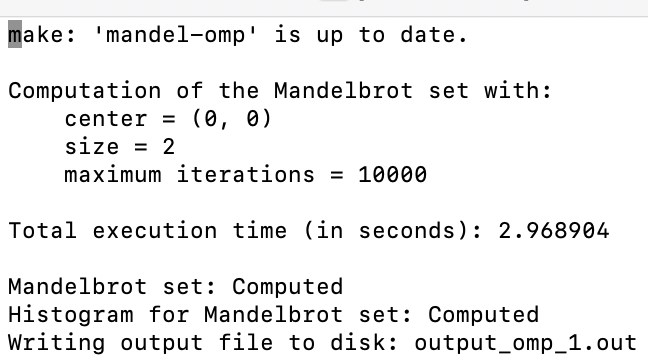 make: 'mandel-omp' is up to date.
Computation of the Mandelbrot set with:
center = (0, 0)
size = 2
maximum iterations = 10000
Total execution time (in seconds): 2.968904
Mandelbrot set: Computed
Histogram for Mandelbrot set: Computed
Writing output file to disk: output_omp_1.out